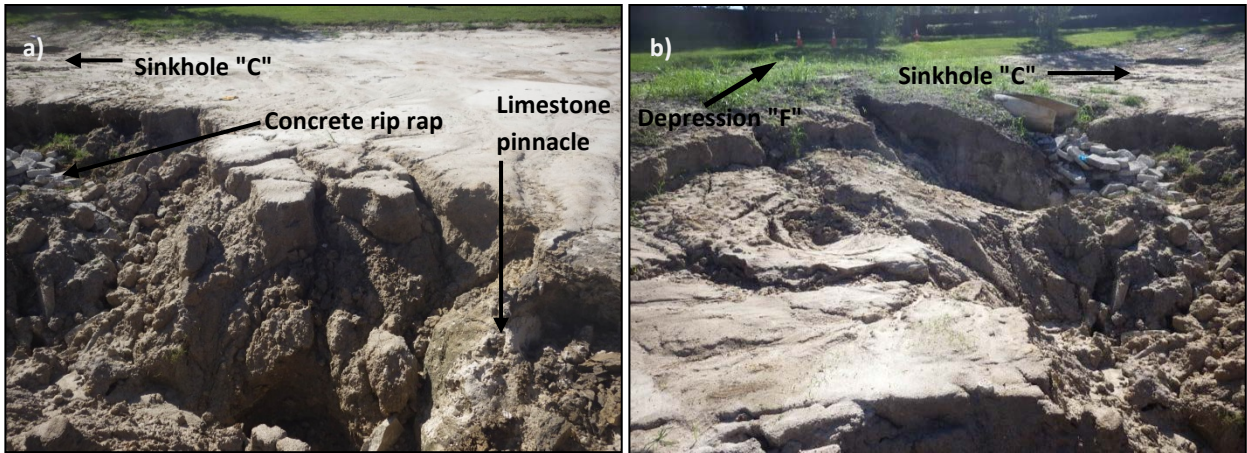 a)
Sinkhole "C"
Concrete rip rap
Limestone
pinnacle
b)
Sinkhole "C"
Depression "F"